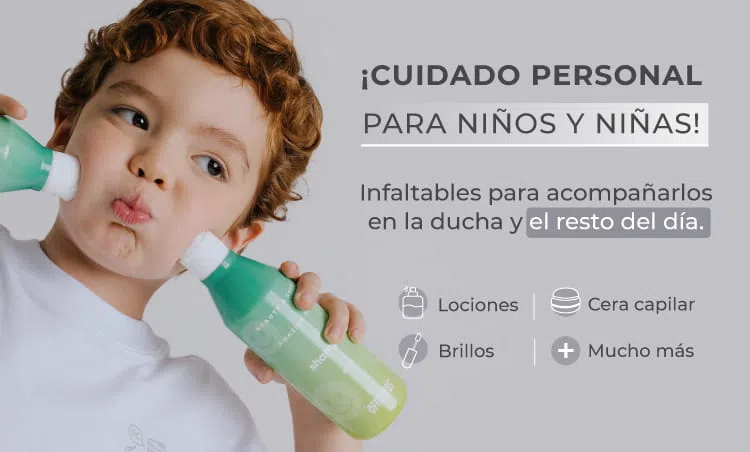 ¡CUIDADO PERSONAL
PARA NIÑOS Y NIÑAS!
Infaltables para acompañarlos
en la ducha y el resto del día.
Lociones
Cera capilar
Brillos
Mucho más